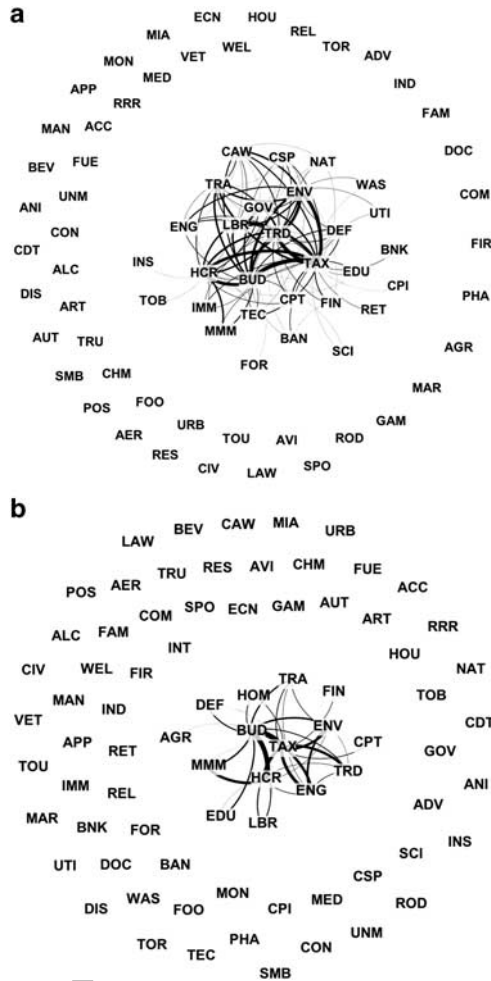 a
ECN HOU
MIA REL
VET WEL TOR ADV
MON MED
APP RRR IND
FAM
MAN ACC
CAW CSP NAT DOC
BEV FUE
TRA ENV WAS
ANI UNM GOV UTI COM
ENG LBR TRD DEF
CON BNK FIR
CDT INS TAX
ALC HCR BUD EDU CPI
DIS ART TOB IMM CPT FIN RET PHA
TEC
AUT TRU MMM BAN
SCI AGR
SMB CHM FOR
MAR
POS FOO
URB GAM
AER TOU AVI ROD
RES CIV LAW SPO
b
BEV CAW MIA URB
LAW
TRU RES AVI CHM FUE
POS AER ACC
COM SPO ECN GAM AUT ART
ALC FAM RRR
INT HOU
CIV WEL FIR TRA NAT
HOM FIN TOB
MAN IND DEF
VET BUD ENV CDT
APP RET AGR TAX CPT GOV
TOU MMM HCR TRD
IMM REL ENG ANI
MAR EDU LBR ADV
BNK FOR
SCI INS
UTI DOC BAN
CSP
MON MED
DIS WAS FOO CPI ROD
TOR PHA UNM
TEC CON
SMB